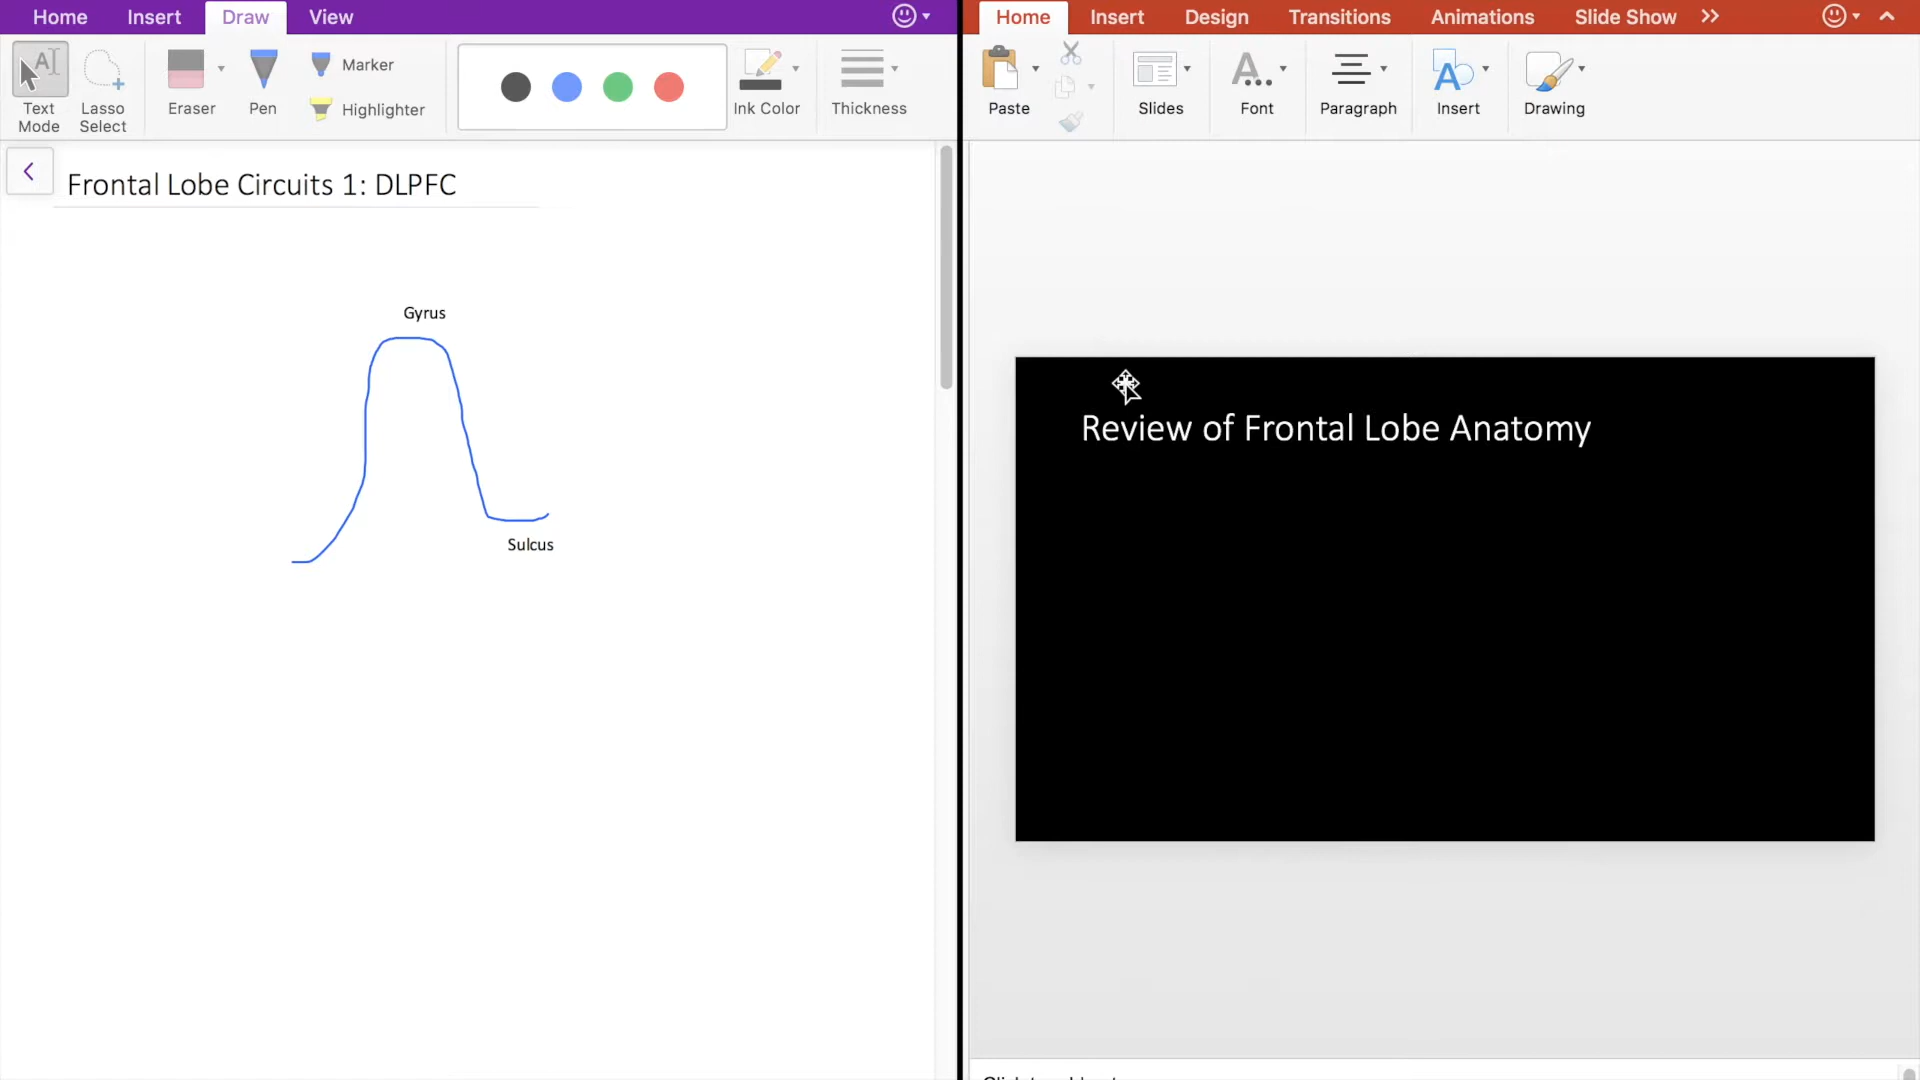 Home Insert Draw View
Text Mode
Lasso Select
Eraser
Pen
Marker
Highlighter
Ink Color
Thickness
Frontal Lobe Circuits 1: DLPFC
Gyrus
Sulcus
Home Insert Design Transitions Animations Slide Show
Paste
Slides
Font
Paragraph
Insert
Drawing
Review of Frontal Lobe Anatomy